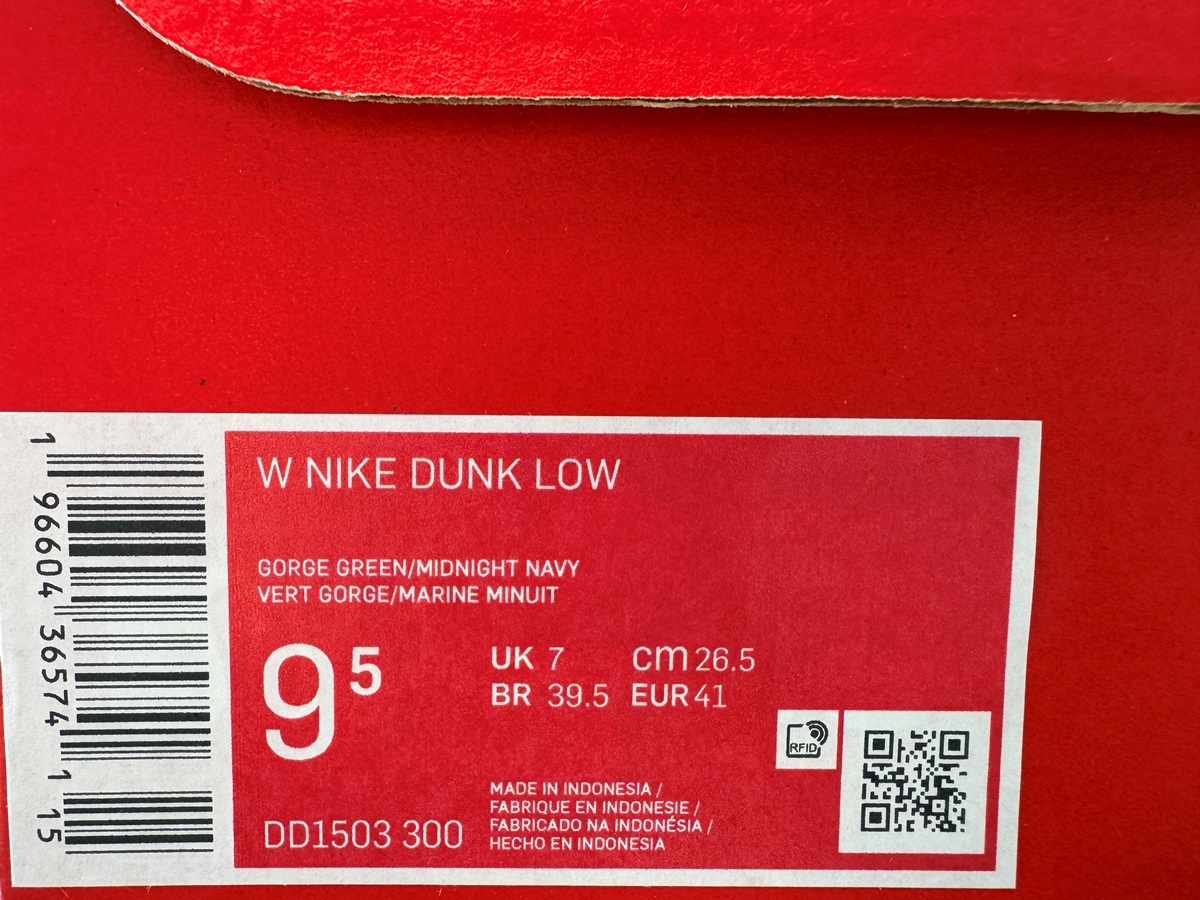 1 96604 36574 1 15
W NIKE DUNK LOW
GORGE GREEN/MIDNIGHT NAVY
VERT GORGE/MARINE MINUIT
9 5
UK 7 cm 26.5
BR 39.5 EUR 41
RFID
MADE IN INDONESIA /
FABRIQUE EN INDONESIE /
FABRICADO NA INDONÉSIA /
HECHO EN INDONESIA
DD1503 300